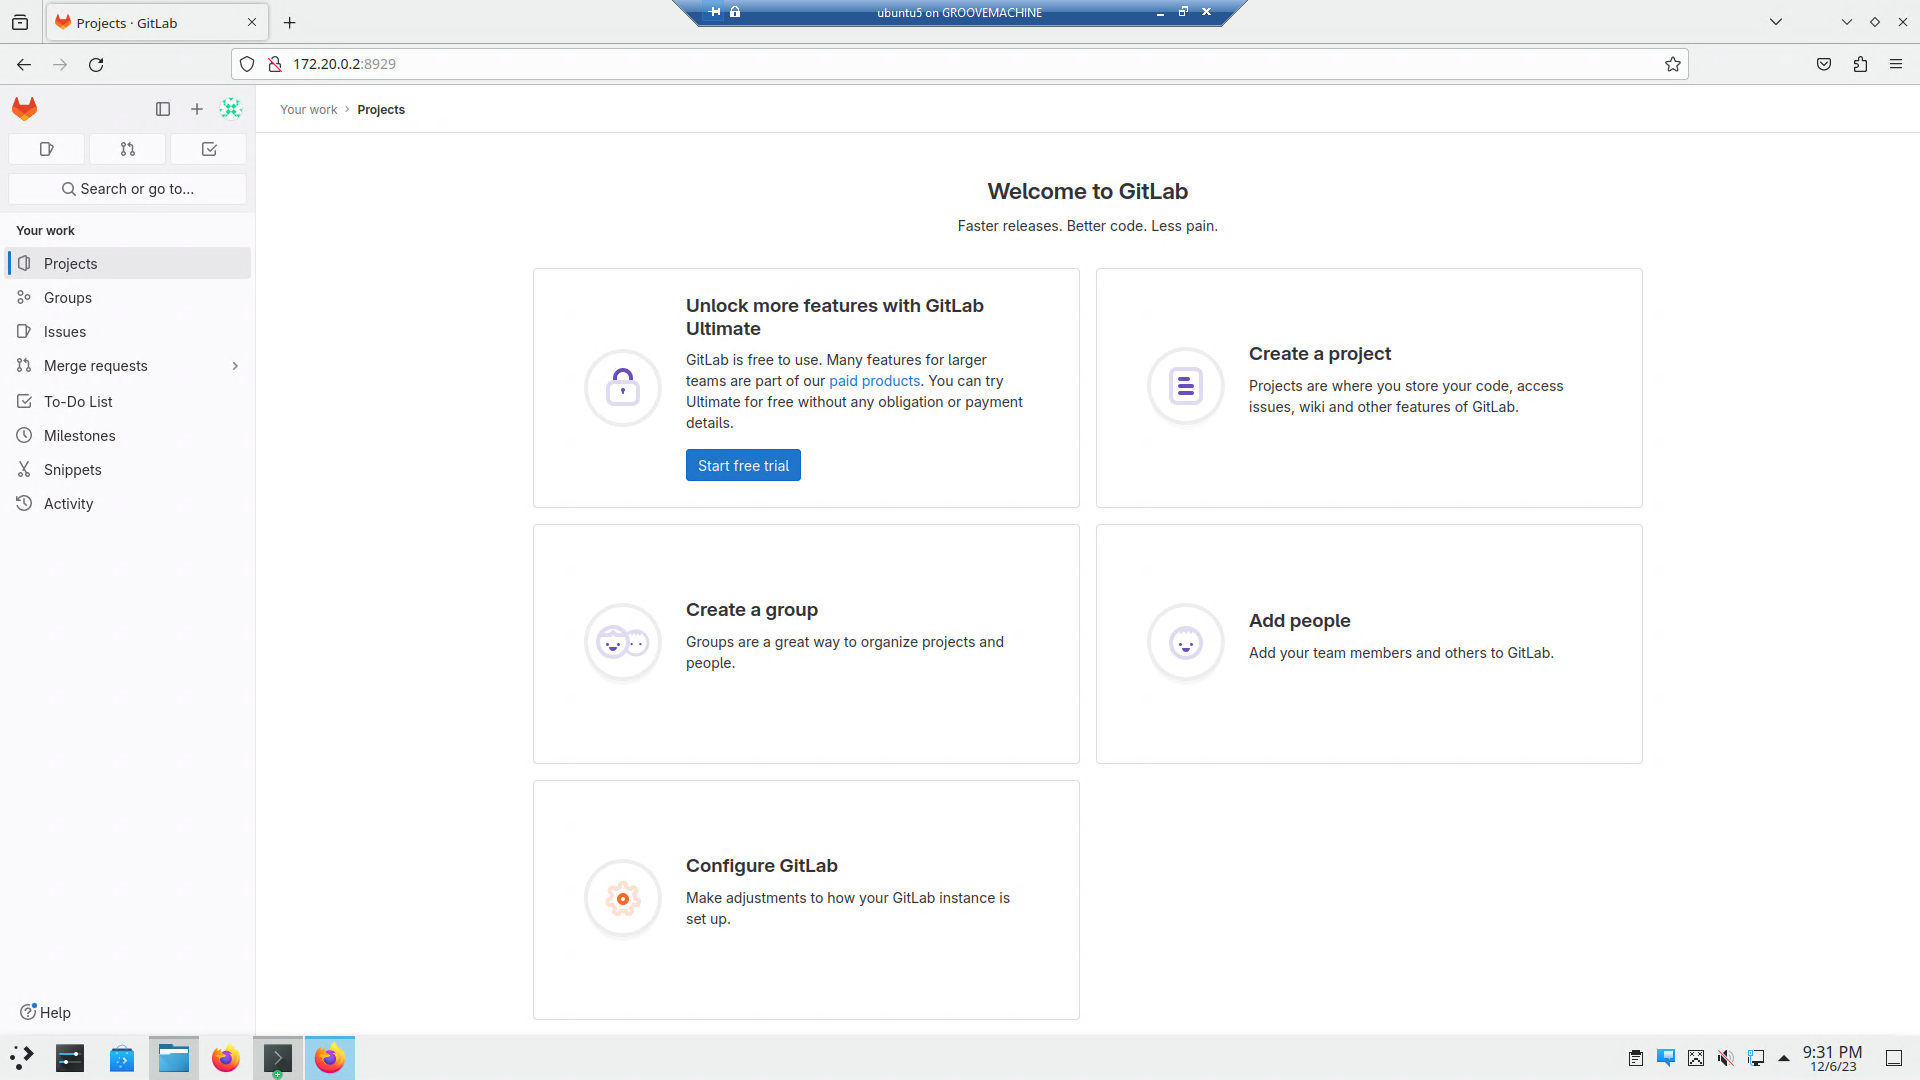 Projects · GitLab
ubuntu5 on GROOVEMACHINE
172.20.0.2:8929
Your work › Projects
Search or go to...
Your work
Projects
Groups
Issues
Merge requests
To-Do List
Milestones
Snippets
Activity
Help
Welcome to GitLab
Faster releases. Better code. Less pain.
Unlock more features with GitLab
Ultimate
GitLab is free to use. Many features for larger
teams are part of our paid products. You can try
Ultimate for free without any obligation or payment
details.
Start free trial
Create a project
Projects are where you store your code, access
issues, wiki and other features of GitLab.
Create a group
Groups are a great way to organize projects and
people.
Add people
Add your team members and others to GitLab.
Configure GitLab
Make adjustments to how your GitLab instance is
set up.
9:31 PM
12/6/23